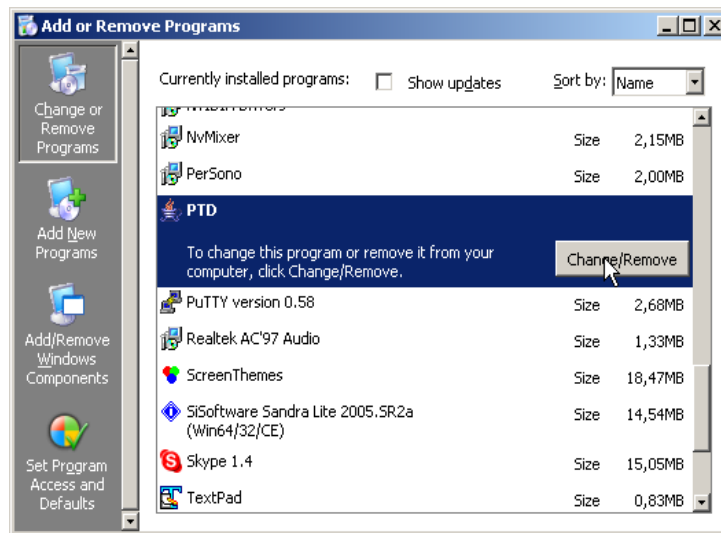 Add or Remove Programs
Change or
Remove
Programs
Add New
Programs
Add/Remove
Windows
Components
Set Program
Access and
Defaults
Currently installed programs: Show updates Sort by: Name
NvMixer Size 2,15MB
PerSono Size 2,00MB
PTD
To change this program or remove it from your
computer, click Change/Remove. Change/Remove
PuTTY version 0.58 Size 2,68MB
Realtek AC'97 Audio Size 1,33MB
ScreenThemes Size 18,47MB
SiSoftware Sandra Lite 2005.SR2a
(Win64/32/CE) Size 14,54MB
Skype 1.4 Size 15,05MB
TextPad Size 0,83MB